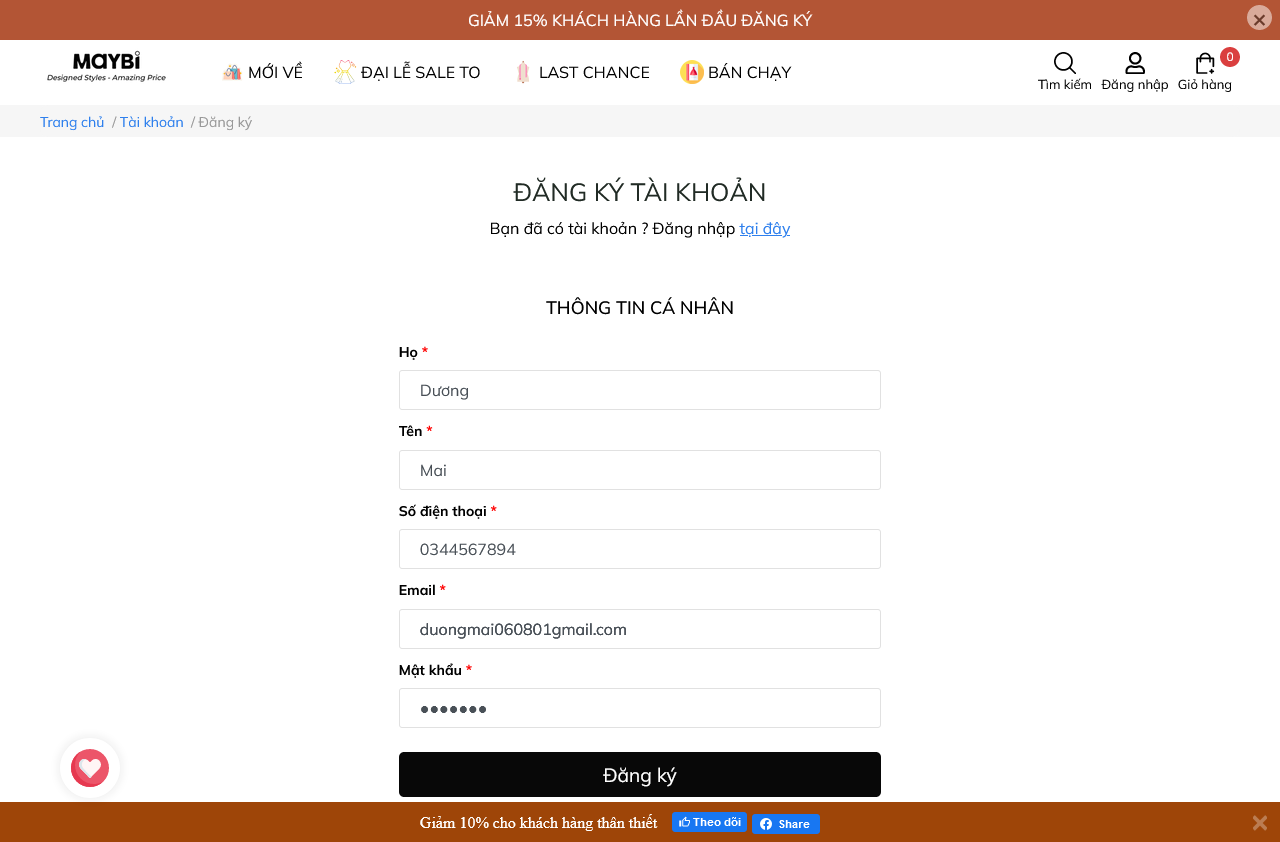 GIẢM 15% KHÁCH HÀNG LẦN ĐẦU ĐĂNG KÝ
MAYBI
Designed Styles - Amazing Price
MỚI VỀ
ĐẠI LỄ SALE TO
LAST CHANCE
BÁN CHẠY
Tìm kiếm
Đăng nhập
0
Giỏ hàng
Trang chủ / Tài khoản / Đăng ký
ĐĂNG KÝ TÀI KHOẢN
Bạn đã có tài khoản ? Đăng nhập tại đây
THÔNG TIN CÁ NHÂN
Họ *
Dương
Tên *
Mai
Số điện thoại *
0344567894
Email *
duongmai060801gmail.com
Mật khẩu *
Đăng ký
Giảm 10% cho khách hàng thân thiết
Theo dõi
Share